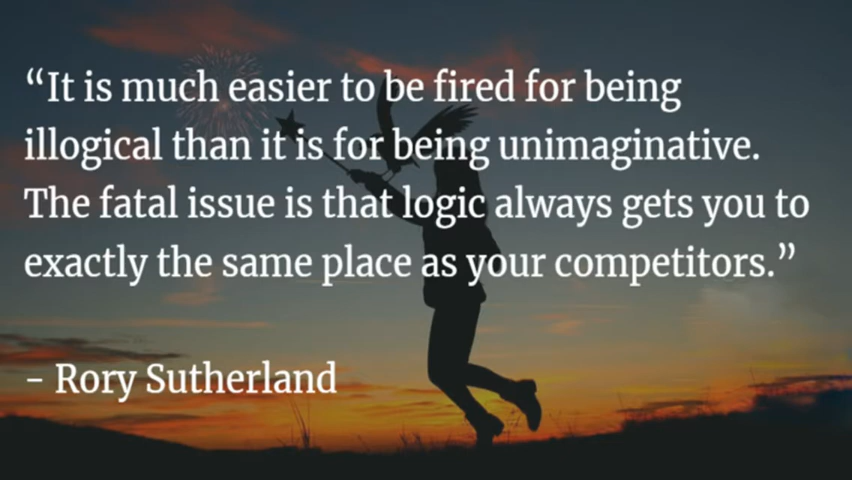 “It is much easier to be fired for being
illogical than it is for being unimaginative.
The fatal issue is that logic always gets you to
exactly the same place as your competitors.”
– Rory Sutherland